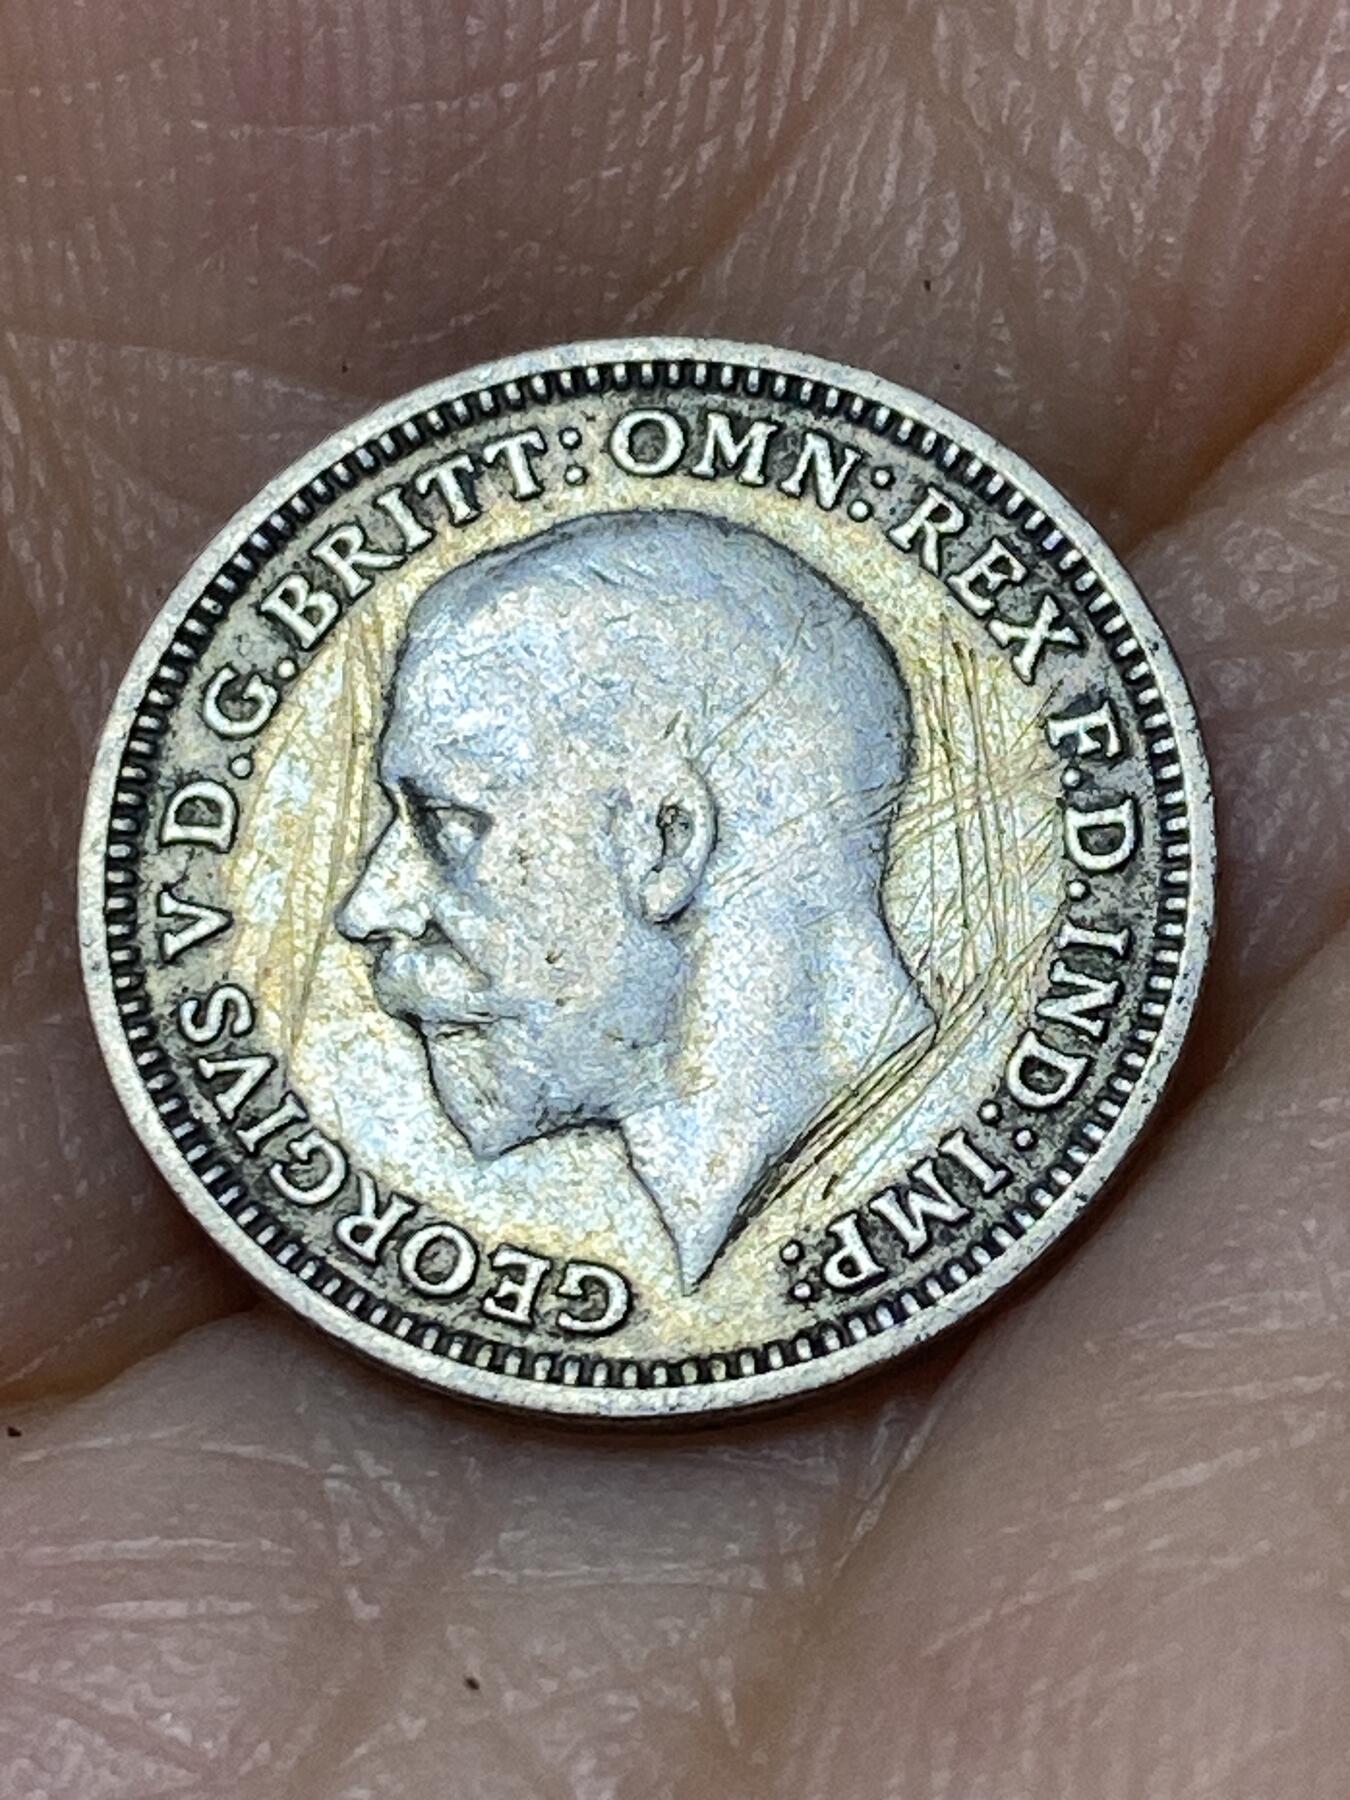 GEORGIVS V D.G.BRITT: OMN: REX F.D.IND: IMP: